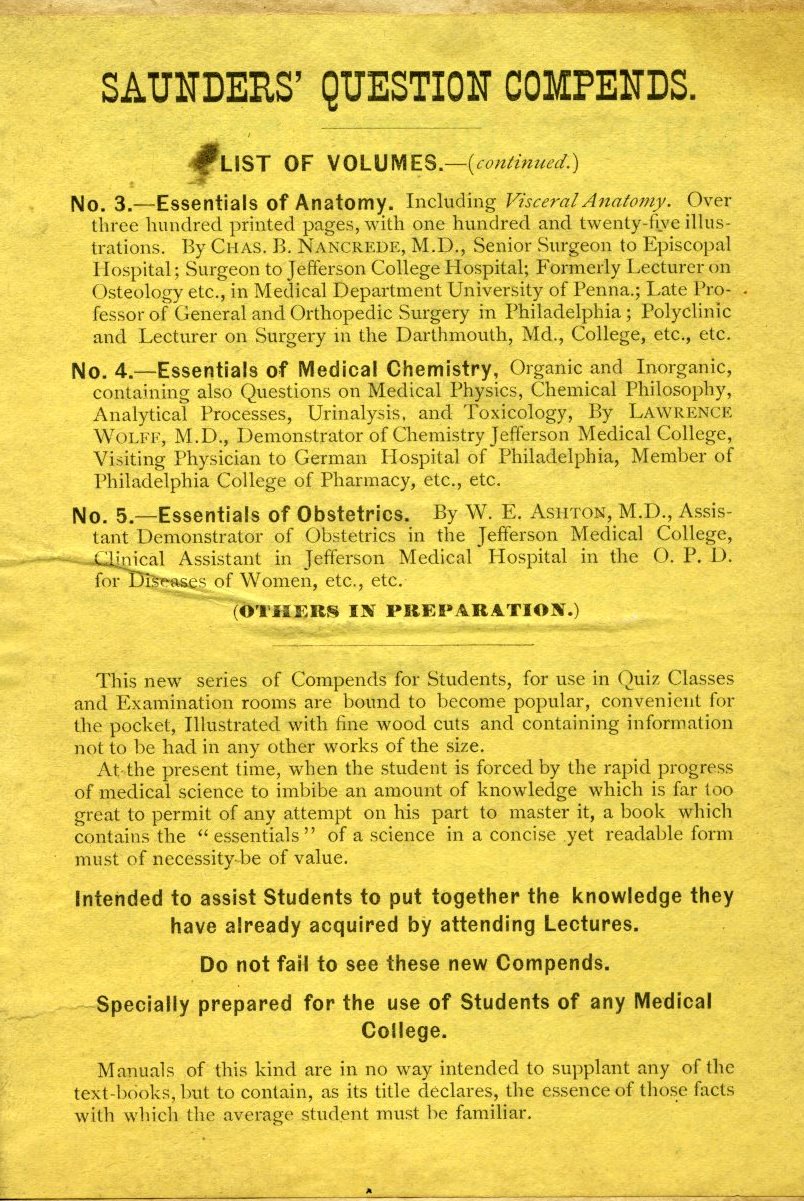 SAUNDERS’ QUESTION COMPENDS.
LIST OF VOLUMES.—(continued.)
No. 3.—Essentials of Anatomy. Including Visceral Anatomy. Over
three hundred printed pages, with one hundred and twenty-five illus-
trations. By CHAS. B. NANCREDE, M.D., Senior Surgeon to Episcopal
Hospital; Surgeon to Jefferson College Hospital; Formerly Lecturer on
Osteology etc., in Medical Department University of Penna.; Late Pro-
fessor of General and Orthopedic Surgery in Philadelphia; Polyclinic
and Lecturer on Surgery in the Darthmouth, Md., College, etc., etc.
No. 4.—Essentials of Medical Chemistry, Organic and Inorganic,
containing also Questions on Medical Physics, Chemical Philosophy,
Analytical Processes, Urinalysis, and Toxicology, By LAWRENCE
WOLFF, M.D., Demonstrator of Chemistry Jefferson Medical College,
Visiting Physician to German Hospital of Philadelphia, Member of
Philadelphia College of Pharmacy, etc., etc.
No. 5.—Essentials of Obstetrics. By W. E. ASHTON, M.D., Assis-
tant Demonstrator of Obstetrics in the Jefferson Medical College,
Clinical Assistant in Jefferson Medical Hospital in the O. P. D.
for Diseases of Women, etc., etc.
(OTHERS IN PREPARATION.)
This new series of Compends for Students, for use in Quiz Classes
and Examination rooms are bound to become popular, convenient for
the pocket, Illustrated with fine wood cuts and containing information
not to be had in any other works of the size.
At the present time, when the student is forced by the rapid progress
of medical science to imbibe an amount of knowledge which is far too
great to permit of any attempt on his part to master it, a book which
contains the “essentials” of a science in a concise yet readable form
must of necessity be of value.
Intended to assist Students to put together the knowledge they
have already acquired by attending Lectures.
Do not fail to see these new Compends.
Specially prepared for the use of Students of any Medical
College.
Manuals of this kind are in no way intended to supplant any of the
text-books, but to contain, as its title declares, the essence of those facts
with which the average student must be familiar.